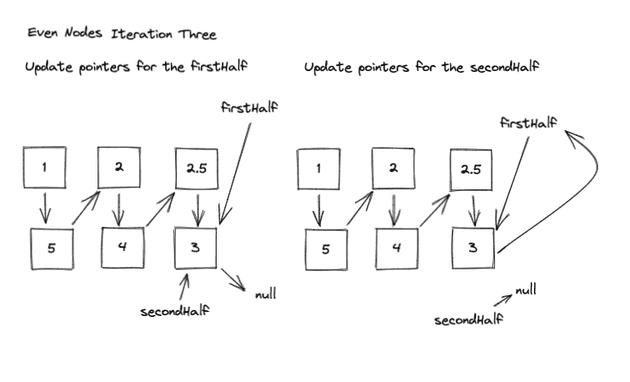 Even Nodes Iteration Three
Update pointers for the firstHalf
Update pointers for the secondHalf
firstHalf
1
2
2.5
5
4
3
null
secondHalf
firstHalf
1
2
2.5
5
4
3
null
secondHalf